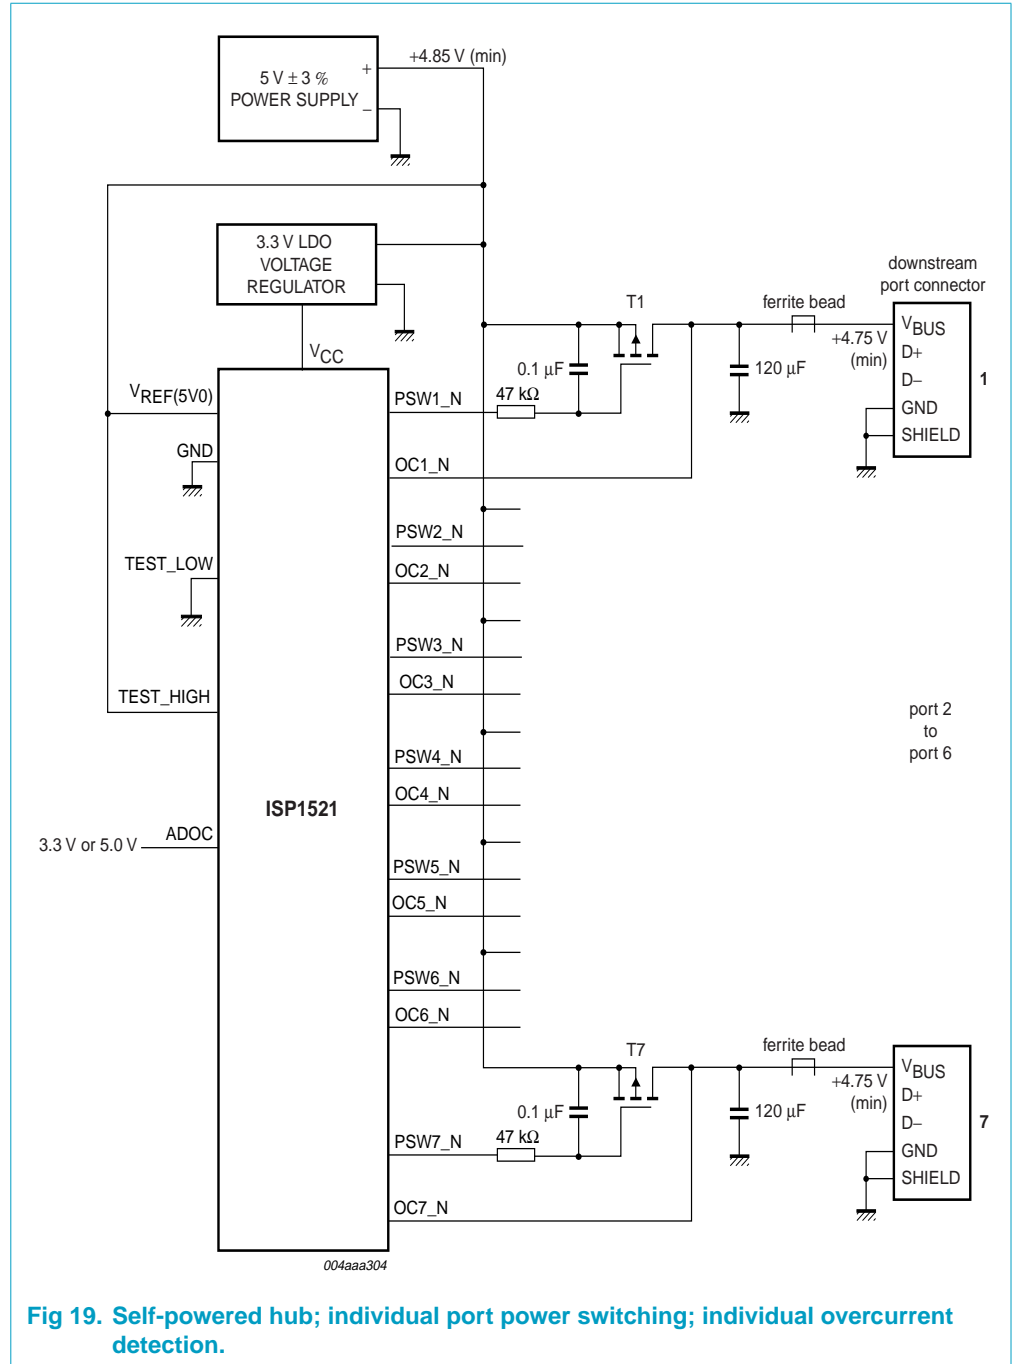 +4.85 V (min)
5 V ± 3 %
POWER SUPPLY
+
−
3.3 V LDO
VOLTAGE
REGULATOR
VCC
VREF(5V0)
GND
TEST_LOW
TEST_HIGH
3.3 V or 5.0 V
ADOC
ISP1521
PSW1_N
OC1_N
PSW2_N
OC2_N
PSW3_N
OC3_N
PSW4_N
OC4_N
PSW5_N
OC5_N
PSW6_N
OC6_N
PSW7_N
OC7_N
47 kΩ
0.1 µF
T1
120 µF
ferrite bead
+4.75 V
(min)
downstream
port connector
VBUS
D+
D−
GND
SHIELD
1
port 2
to
port 6
47 kΩ
0.1 µF
T7
120 µF
ferrite bead
+4.75 V
(min)
VBUS
D+
D−
GND
SHIELD
7
004aaa304
Fig 19. Self-powered hub; individual port power switching; individual overcurrent
detection.